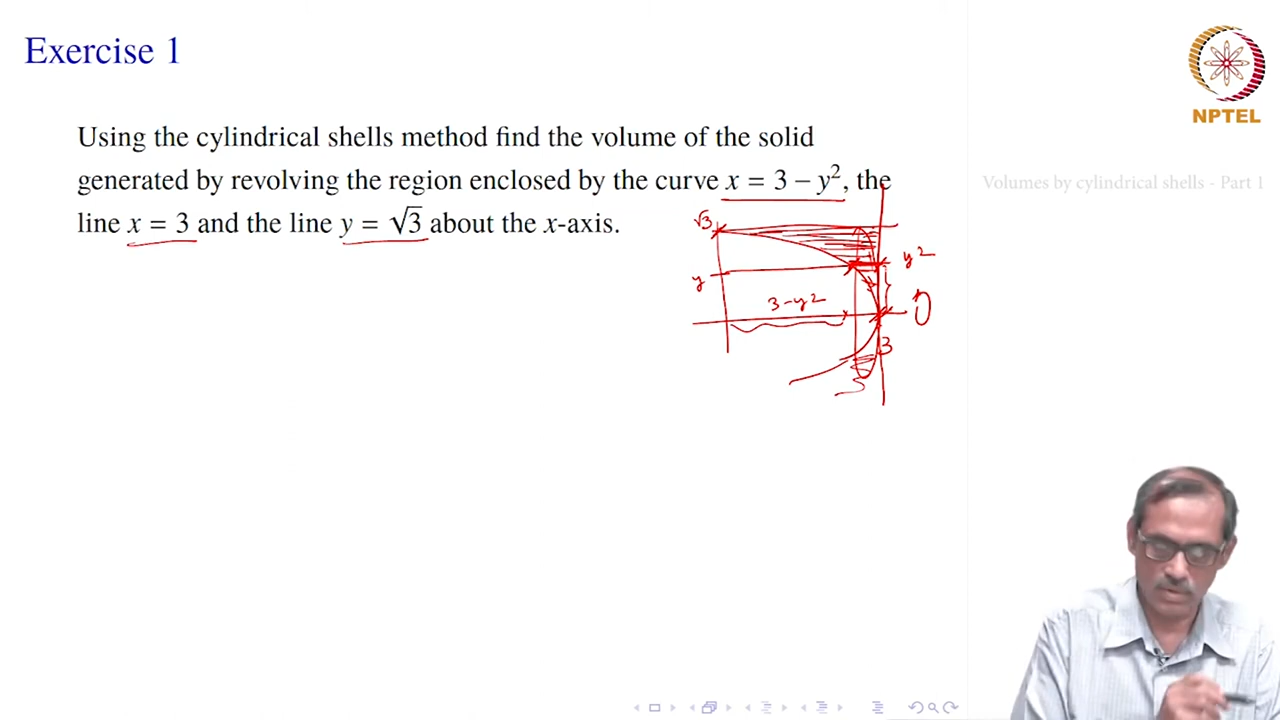 Exercise 1
NPTEL
Using the cylindrical shells method find the volume of the solid
generated by revolving the region enclosed by the curve x = 3 − y², the
line x = 3 and the line y = √3 about the x-axis.
Volumes by cylindrical shells - Part 1
√3
y²
y
3-y²
3